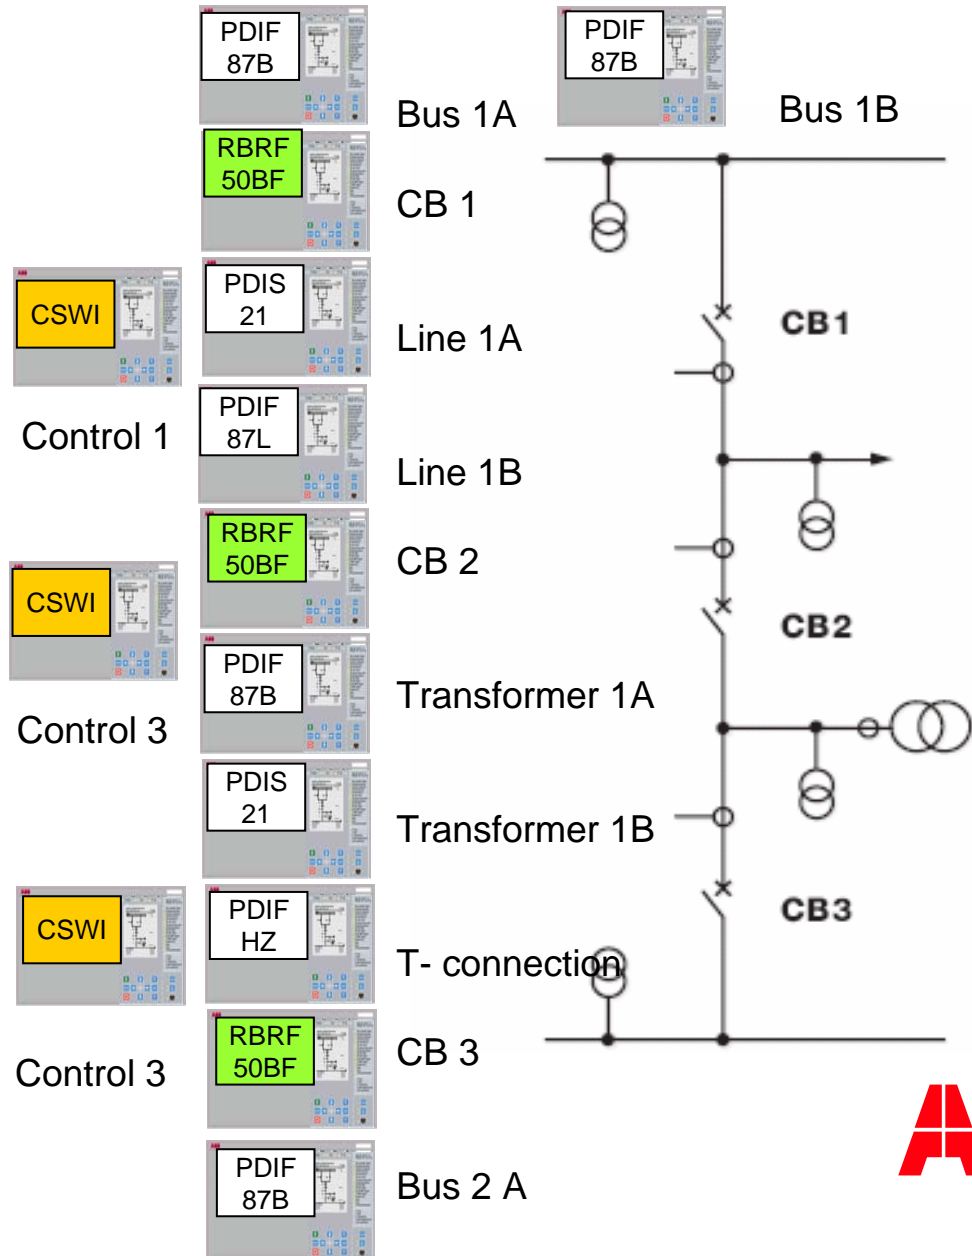 PDIF
87B
Bus 1A
PDIF
87B
Bus 1B
RBRF
50BF
CB 1
CSWI
Control 1
PDIS
21
Line 1A
CB1
PDIF
87L
Line 1B
RBRF
50BF
CB 2
CSWI
Control 3
CB2
PDIF
87B
Transformer 1A
PDIS
21
Transformer 1B
CSWI
Control 3
PDIF
HZ
T- connection
CB3
RBRF
50BF
CB 3
PDIF
87B
Bus 2 A